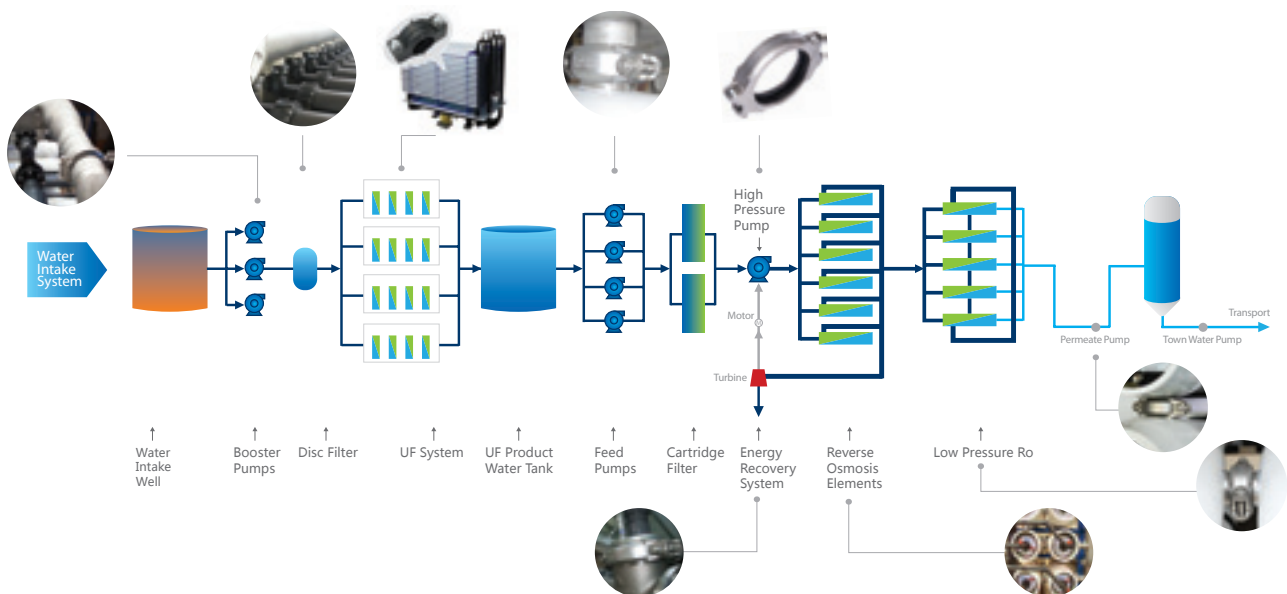 Water
Intake
System
High
Pressure
Pump
Motor
M
Turbine
Transport
Permeate Pump
Town Water Pump
Water
Intake
Well
Booster
Pumps
Disc Filter
UF System
UF Product
Water Tank
Feed
Pumps
Cartridge
Filter
Energy
Recovery
System
Reverse
Osmosis
Elements
Low Pressure Ro